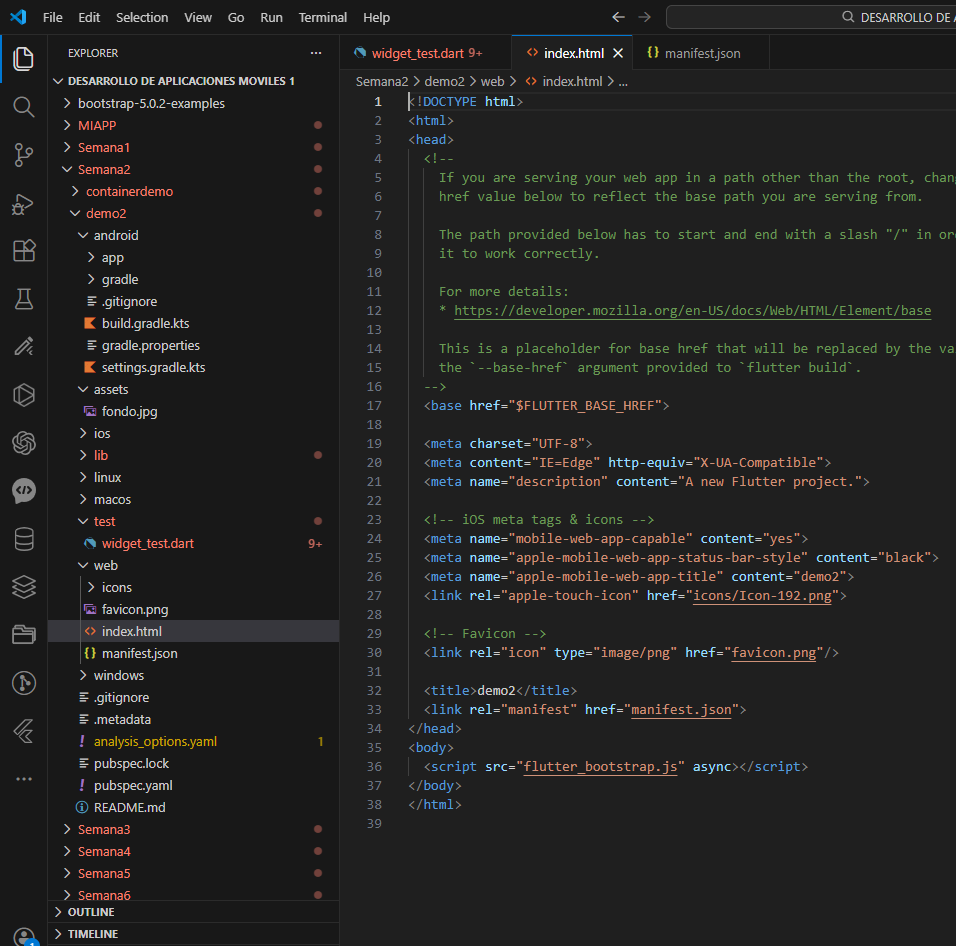 File Edit Selection View Go Run Terminal Help
DESARROLLO DE
EXPLORER
widget_test.dart 9+
index.html
manifest.json
DESARROLLO DE APLICACIONES MOVILES 1
bootstrap-5.0.2-examples
MIAPP
Semana1
Semana2
containerdemo
demo2
android
app
gradle
.gitignore
build.gradle.kts
gradle.properties
settings.gradle.kts
assets
fondo.jpg
ios
lib
linux
macos
test
widget_test.dart 9+
web
icons
favicon.png
index.html
manifest.json
windows
.gitignore
.metadata
analysis_options.yaml 1
pubspec.lock
pubspec.yaml
README.md
Semana3
Semana4
Semana5
Semana6
OUTLINE
TIMELINE
Semana2 > demo2 > web > index.html > ...
1 <!DOCTYPE html>
2 <html>
3 <head>
4 <!--
5 If you are serving your web app in a path other than the root, chan
6 href value below to reflect the base path you are serving from.
7
8 The path provided below has to start and end with a slash "/" in or
9 it to work correctly.
10
11 For more details:
12 * https://developer.mozilla.org/en-US/docs/Web/HTML/Element/base
13
14 This is a placeholder for base href that will be replaced by the va
15 the `--base-href` argument provided to `flutter build`.
16 -->
17 <base href="$FLUTTER_BASE_HREF">
18
19 <meta charset="UTF-8">
20 <meta content="IE=Edge" http-equiv="X-UA-Compatible">
21 <meta name="description" content="A new Flutter project.">
22
23 <!-- iOS meta tags & icons -->
24 <meta name="mobile-web-app-capable" content="yes">
25 <meta name="apple-mobile-web-app-status-bar-style" content="black">
26 <meta name="apple-mobile-web-app-title" content="demo2">
27 <link rel="apple-touch-icon" href="icons/Icon-192.png">
28
29 <!-- Favicon -->
30 <link rel="icon" type="image/png" href="favicon.png"/>
31
32 <title>demo2</title>
33 <link rel="manifest" href="manifest.json">
34 </head>
35 <body>
36 <script src="flutter_bootstrap.js" async></script>
37 </body>
38 </html>
39